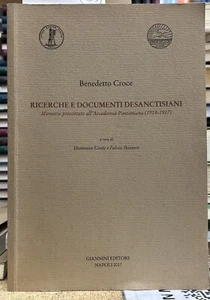 Benedetto Croce
RICERCHE E DOCUMENTI DESANCTISIANI
Memorie presentate all'Accademia Pontaniana (1914-1917)
a cura di
Domenico Conte e Fulvio Tessitore
GIANNINI EDITORE
NAPOLI 2017